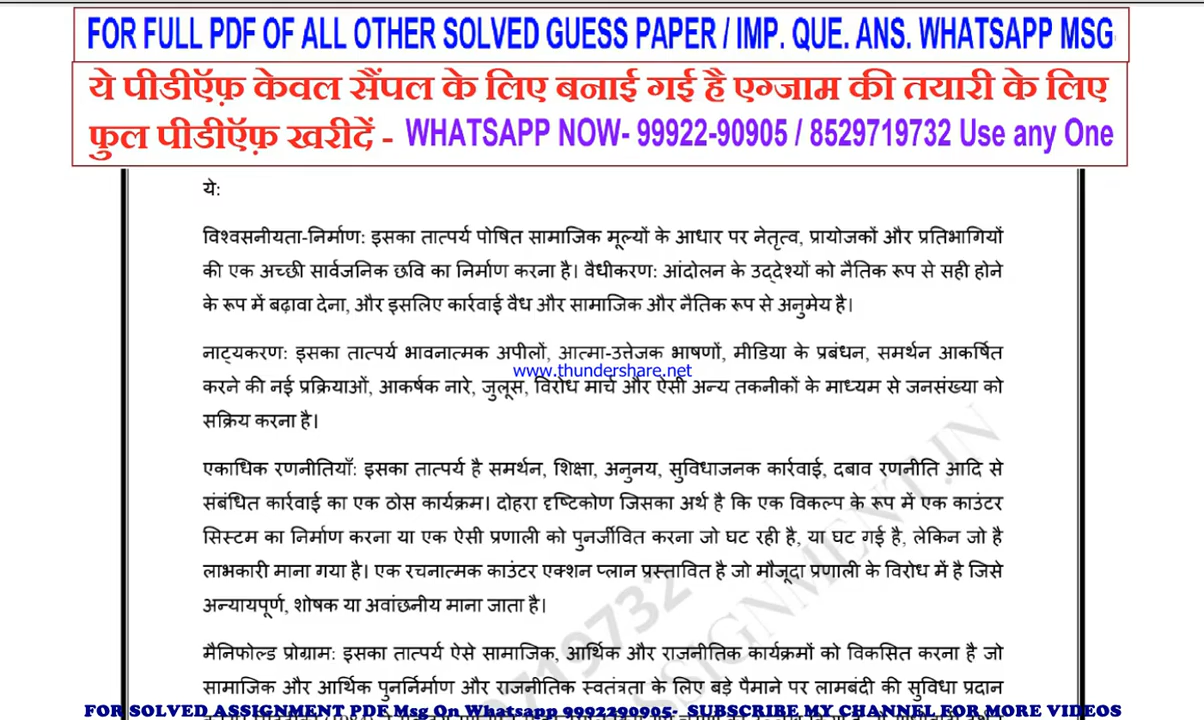 FOR FULL PDF OF ALL OTHER SOLVED GUESS PAPER / IMP. QUE. ANS. WHATSAPP MSG
ये पीडीऍफ़ केवल सैंपल के लिए बनाई गई है एग्जाम की तयारी के लिए
फुल पीडीऍफ़ खरीदें - WHATSAPP NOW- 99922-90905 / 8529719732 Use any One
ये:
विश्वसनीयता-निर्माण: इसका तात्पर्य पोषित सामाजिक मूल्यों के आधार पर नेतृत्व, प्रायोजकों और प्रतिभागियों
की एक अच्छी सार्वजनिक छवि का निर्माण करना है। वैधीकरण: आंदोलन के उद्देश्यों को नैतिक रूप से सही होने
के रूप में बढ़ावा देना, और इसलिए कार्रवाई वैध और सामाजिक और नैतिक रूप से अनुमेय है।
नाट्यकरण: इसका तात्पर्य भावनात्मक अपीलों, आत्मा-उत्तेजक भाषणों, मीडिया के प्रबंधन, समर्थन आकर्षित
www.thundershare.net
करने की नई प्रक्रियाओं, आकर्षक नारे, जुलूस, विरोध मार्च और ऐसी अन्य तकनीकों के माध्यम से जनसंख्या को
सक्रिय करना है।
एकाधिक रणनीतियाँ: इसका तात्पर्य है समर्थन, शिक्षा, अनुनय, सुविधाजनक कार्रवाई, दबाव रणनीति आदि से
संबंधित कार्रवाई का एक ठोस कार्यक्रम। दोहरा दृष्टिकोण जिसका अर्थ है कि एक विकल्प के रूप में एक काउंटर
सिस्टम का निर्माण करना या एक ऐसी प्रणाली को पुनर्जीवित करना जो घट रही है, या घट गई है, लेकिन जो है
लाभकारी माना गया है। एक रचनात्मक काउंटर एक्शन प्लान प्रस्तावित है जो मौजूदा प्रणाली के विरोध में है जिसे
अन्यायपूर्ण, शोषक या अवांछनीय माना जाता है।
मैनिफोल्ड प्रोग्राम: इसका तात्पर्य ऐसे सामाजिक, आर्थिक और राजनीतिक कार्यक्रमों को विकसित करना है जो
सामाजिक और आर्थिक पुनर्निर्माण और राजनीतिक स्वतंत्रता के लिए बड़े पैमाने पर लामबंदी की सुविधा प्रदान
FOR SOLVED ASSIGNMENT PDF Msg On Whatsapp 9992290905- SUBSCRIBE MY CHANNEL FOR MORE VIDEOS